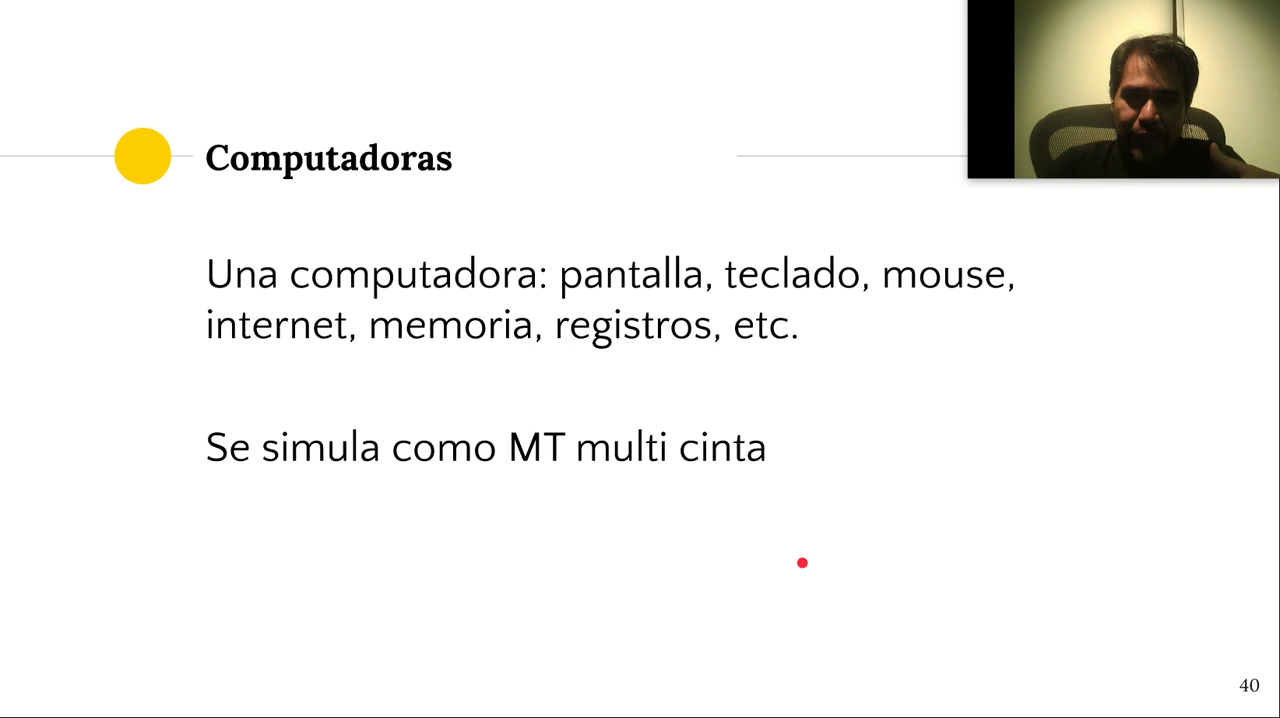 Computadoras
Una computadora: pantalla, teclado, mouse,
internet, memoria, registros, etc.
Se simula como MT multi cinta
40